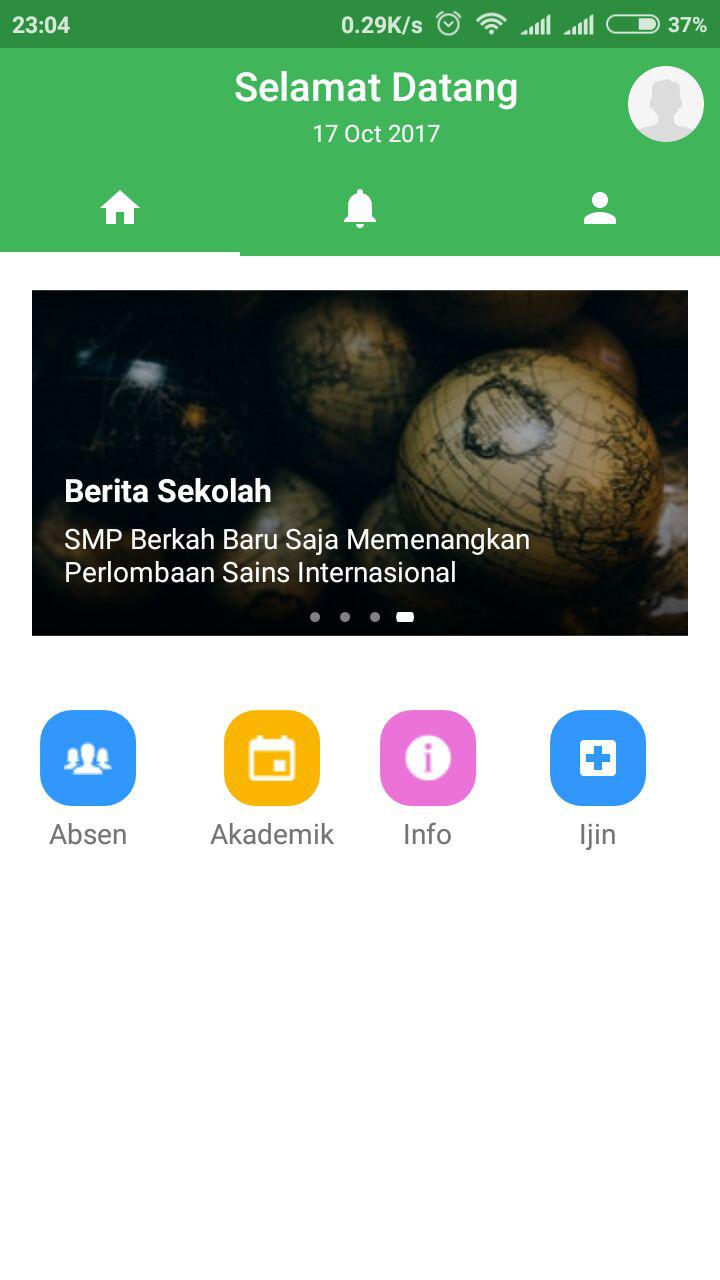 23:04 0.29K/s 37%
Selamat Datang
17 Oct 2017
Berita Sekolah
SMP Berkah Baru Saja Memenangkan
Perlombaan Sains Internasional
Absen Akademik Info Ijin